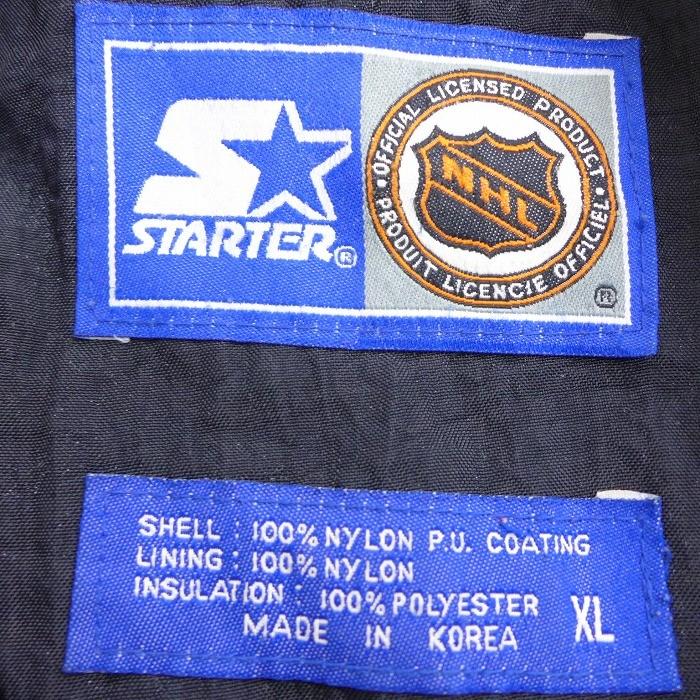 STARTER®
OFFICIAL LICENSED PRODUCT
NHL
PRODUIT LICENCIE OFFICIEL
®
SHELL : 100% NYLON P.U. COATING
LINING : 100% NYLON
INSULATION : 100% POLYESTER XL
MADE IN KOREA